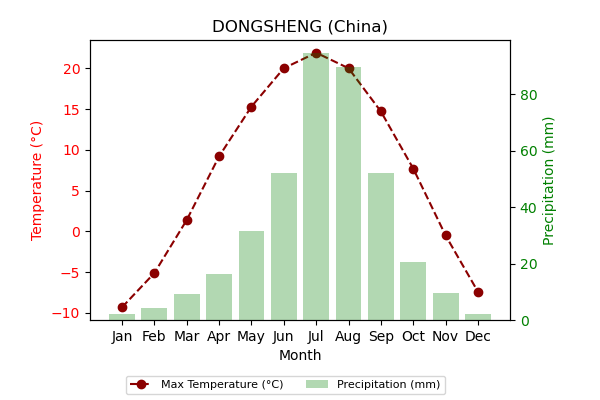 DONGSHENG (China)
Temperature (°C)
20
15
10
5
0
−5
−10
80
60
40
20
0
Precipitation (mm)
Jan Feb Mar Apr May Jun Jul Aug Sep Oct Nov Dec
Month
Max Temperature (°C) Precipitation (mm)